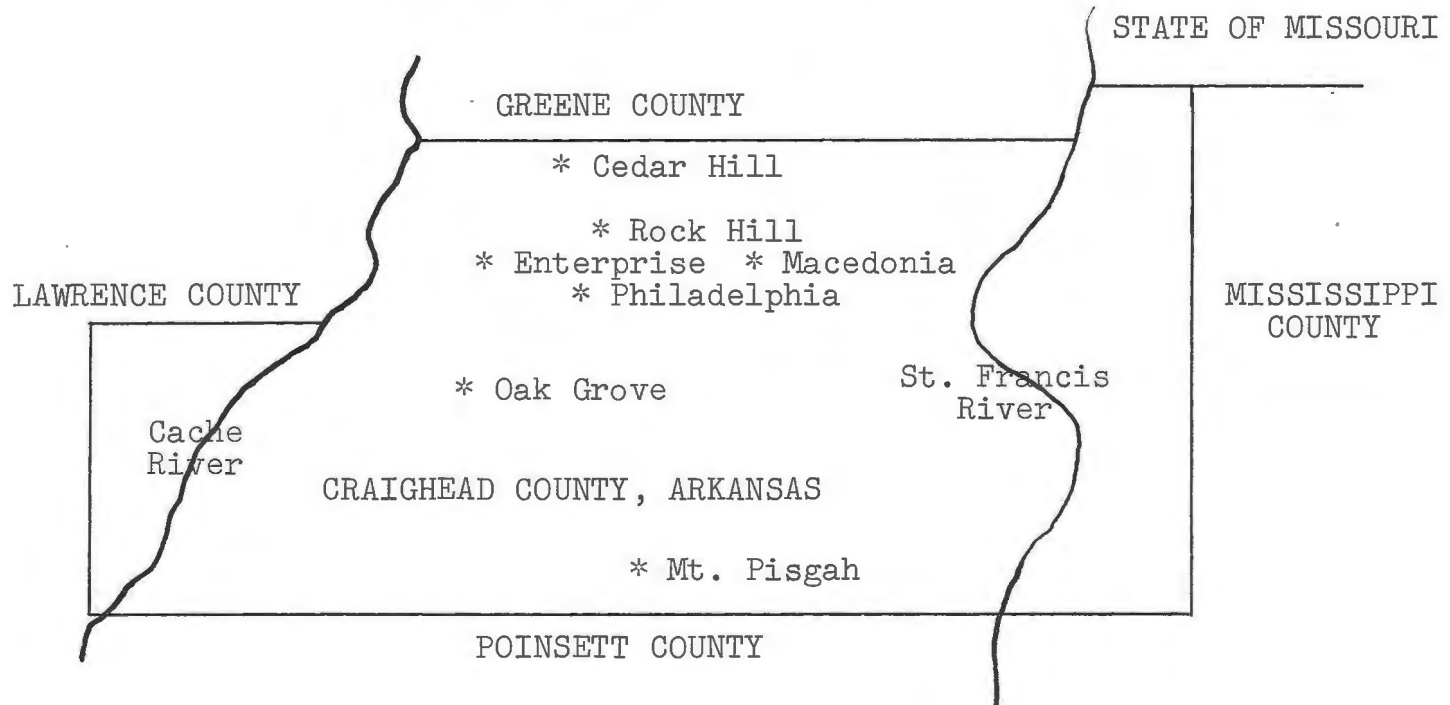 STATE OF MISSOURI
GREENE COUNTY
* Cedar Hill
* Rock Hill
* Enterprise * Macedonia
LAWRENCE COUNTY
* Philadelphia
MISSISSIPPI
COUNTY
* Oak Grove
St. Francis
River
Cache
River
CRAIGHEAD COUNTY, ARKANSAS
* Mt. Pisgah
POINSETT COUNTY